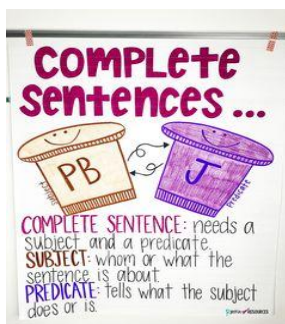 COMPLETE
SENTENCES...
PB
J
Predicate
COMPLETE SENTENCE: needs a
subject and a predicate.
SUBJECT: whom or what the
sentence is about
PREDICATE: tells what the subject
does or is.